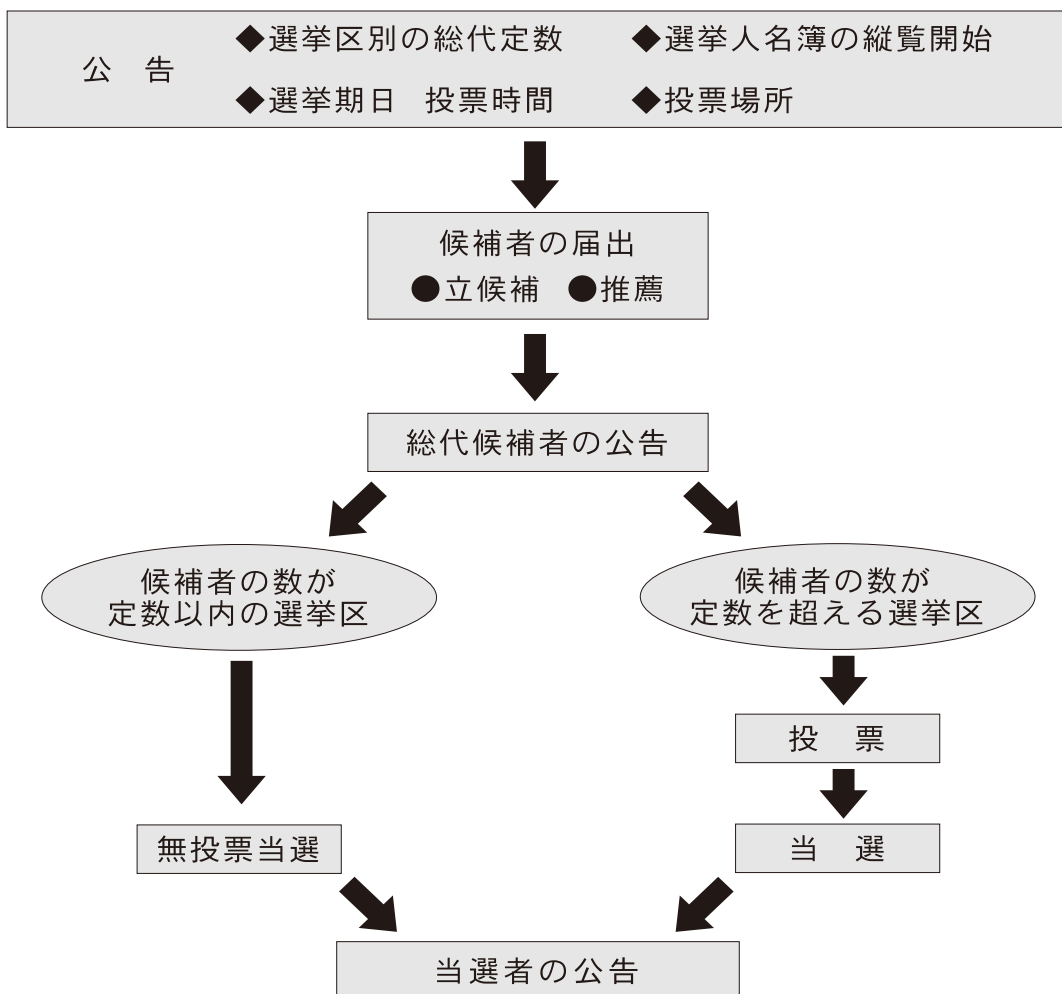 公　告
◆選挙区別の総代定数　◆選挙人名簿の縦覧開始
◆選挙期日　投票時間　◆投票場所
候補者の届出
●立候補　●推薦
総代候補者の公告
候補者の数が
定数以内の選挙区
候補者の数が
定数を超える選挙区
投　票
無投票当選
当　選
当選者の公告